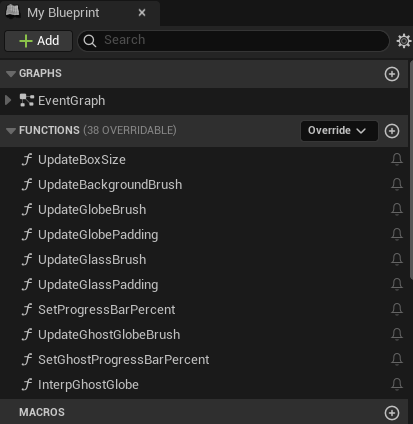 My Blueprint
Add
Search
GRAPHS
EventGraph
FUNCTIONS (38 OVERRIDABLE) Override
UpdateBoxSize
UpdateBackgroundBrush
UpdateGlobeBrush
UpdateGlobePadding
UpdateGlassBrush
UpdateGlassPadding
SetProgressBarPercent
UpdateGhostGlobeBrush
SetGhostProgressBarPercent
InterpGhostGlobe
MACROS